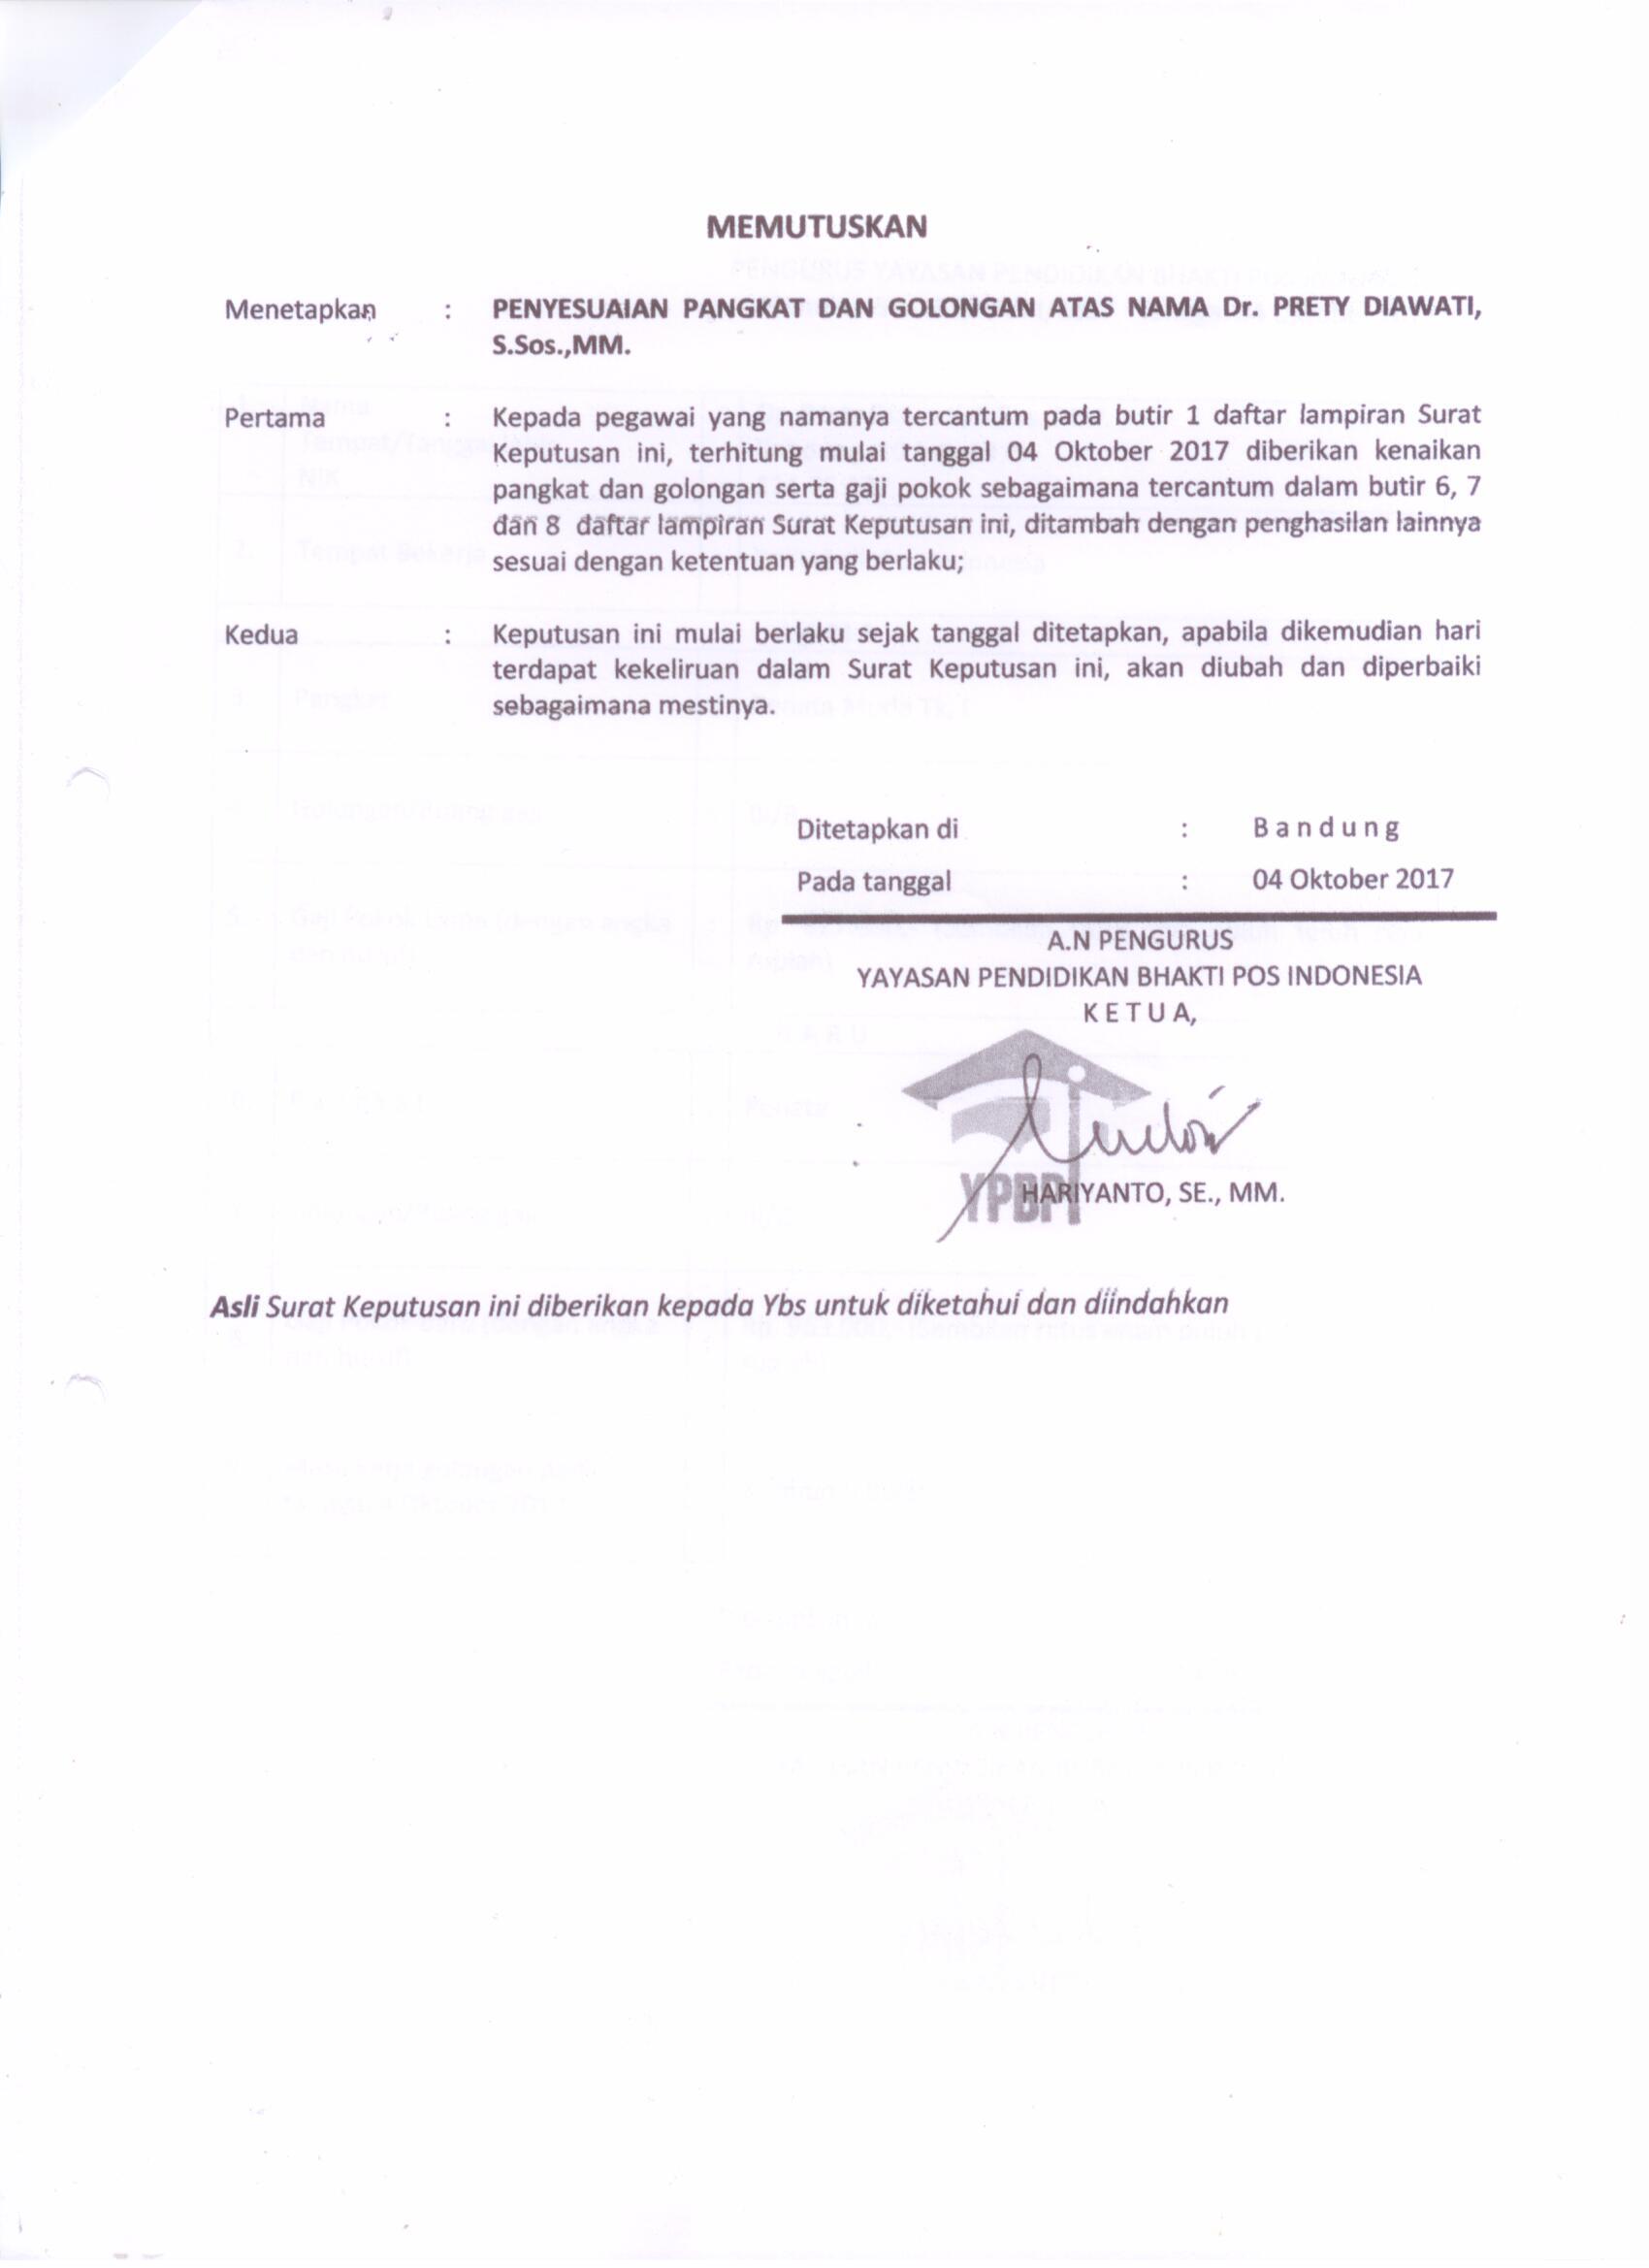 MEMUTUSKAN
Menetapkan : PENYESUAIAN PANGKAT DAN GOLONGAN ATAS NAMA Dr. PRETY DIAWATI,
S.Sos.,MM.
Pertama : Kepada pegawai yang namanya tercantum pada butir 1 daftar lampiran Surat
Keputusan ini, terhitung mulai tanggal 04 Oktober 2017 diberikan kenaikan
pangkat dan golongan serta gaji pokok sebagaimana tercantum dalam butir 6, 7
dan 8 daftar lampiran Surat Keputusan ini, ditambah dengan penghasilan lainnya
sesuai dengan ketentuan yang berlaku;
Kedua : Keputusan ini mulai berlaku sejak tanggal ditetapkan, apabila dikemudian hari
terdapat kekeliruan dalam Surat Keputusan ini, akan diubah dan diperbaiki
sebagaimana mestinya.
Ditetapkan di : B a n d u n g
Pada tanggal : 04 Oktober 2017
A.N PENGURUS
YAYASAN PENDIDIKAN BHAKTI POS INDONESIA
K E T U A,
YPBPI
HARIYANTO, SE., MM.
Asli Surat Keputusan ini diberikan kepada Ybs untuk diketahui dan diindahkan